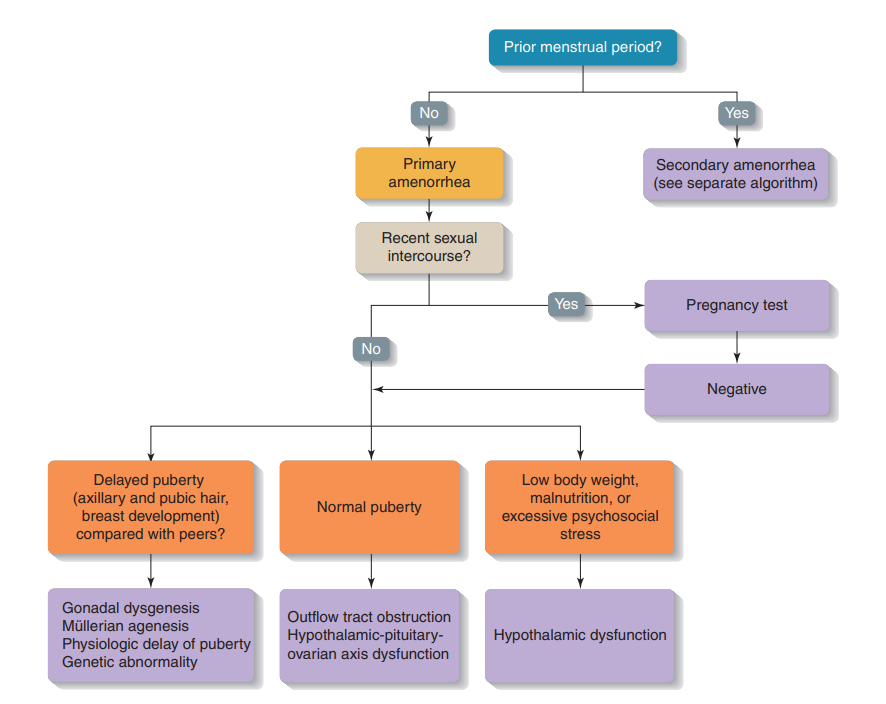 Prior menstrual period?
No
Yes
Primary
amenorrhea
Secondary amenorrhea
(see separate algorithm)
Recent sexual
intercourse?
Yes
Pregnancy test
No
Negative
Delayed puberty
(axillary and pubic hair,
breast development)
compared with peers?
Normal puberty
Low body weight,
malnutrition, or
excessive psychosocial
stress
Gonadal dysgenesis
Müllerian agenesis
Physiologic delay of puberty
Genetic abnormality
Outflow tract obstruction
Hypothalamic-pituitary-
ovarian axis dysfunction
Hypothalamic dysfunction